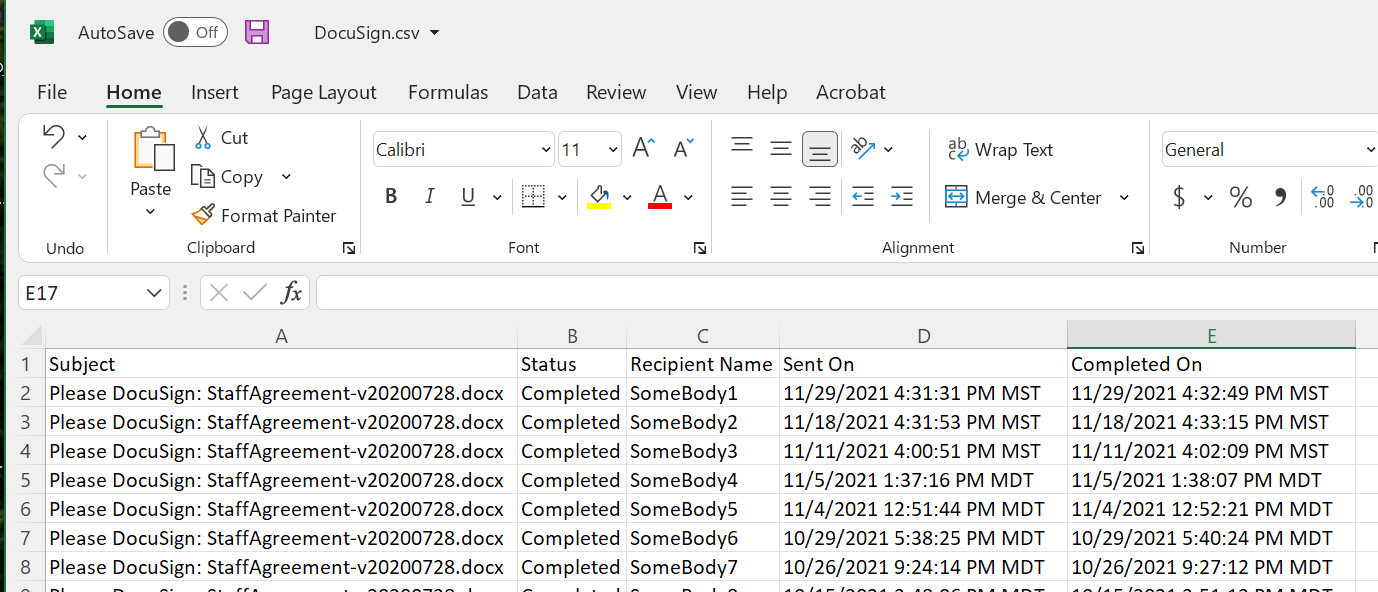 AutoSave Off DocuSign.csv
File Home Insert Page Layout Formulas Data Review View Help Acrobat
Cut
Calibri 11 Wrap Text General
Copy
Paste
B I U A Merge & Center $ %
Format Painter
Undo Clipboard Font Alignment Number
E17 fx
A B C D E
1 Subject Status Recipient Name Sent On Completed On
2 Please DocuSign: StaffAgreement-v20200728.docx Completed SomeBody1 11/29/2021 4:31:31 PM MST 11/29/2021 4:32:49 PM MST
3 Please DocuSign: StaffAgreement-v20200728.docx Completed SomeBody2 11/18/2021 4:31:53 PM MST 11/18/2021 4:33:15 PM MST
4 Please DocuSign: StaffAgreement-v20200728.docx Completed SomeBody3 11/11/2021 4:00:51 PM MST 11/11/2021 4:02:09 PM MST
5 Please DocuSign: StaffAgreement-v20200728.docx Completed SomeBody4 11/5/2021 1:37:16 PM MDT 11/5/2021 1:38:07 PM MDT
6 Please DocuSign: StaffAgreement-v20200728.docx Completed SomeBody5 11/4/2021 12:51:44 PM MDT 11/4/2021 12:52:21 PM MDT
7 Please DocuSign: StaffAgreement-v20200728.docx Completed SomeBody6 10/29/2021 5:38:25 PM MDT 10/29/2021 5:40:24 PM MDT
8 Please DocuSign: StaffAgreement-v20200728.docx Completed SomeBody7 10/26/2021 9:24:14 PM MDT 10/26/2021 9:27:12 PM MDT